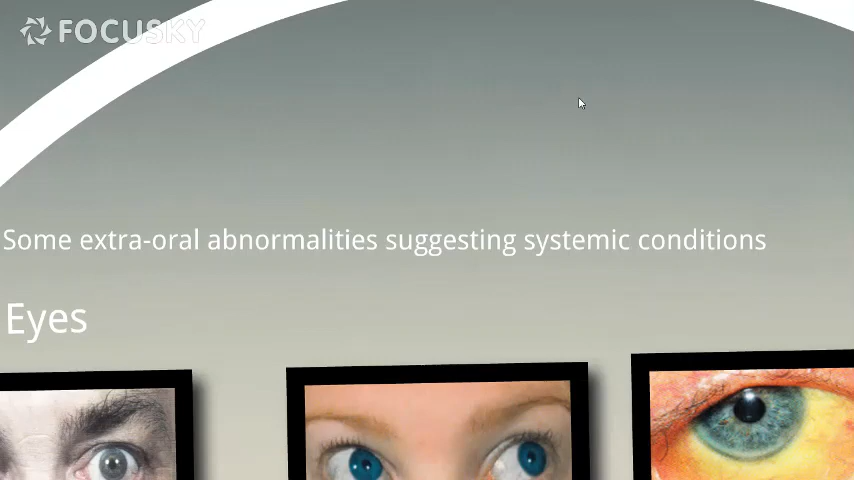 FOCUSKY
Some extra-oral abnormalities suggesting systemic conditions
Eyes